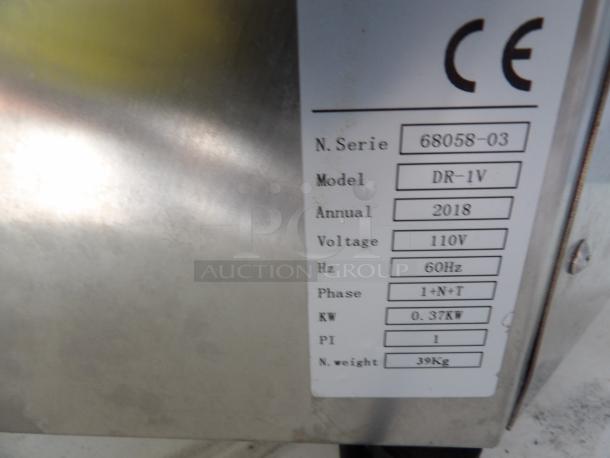 CE
N. Serie 68058-03
Model DR-1V
Annual 2018
Voltage 110V
Hz 60Hz
Phase 1+N+T
KW 0.37KW
PI 1
N. weight 39Kg
PCI
AUCTION GROUP